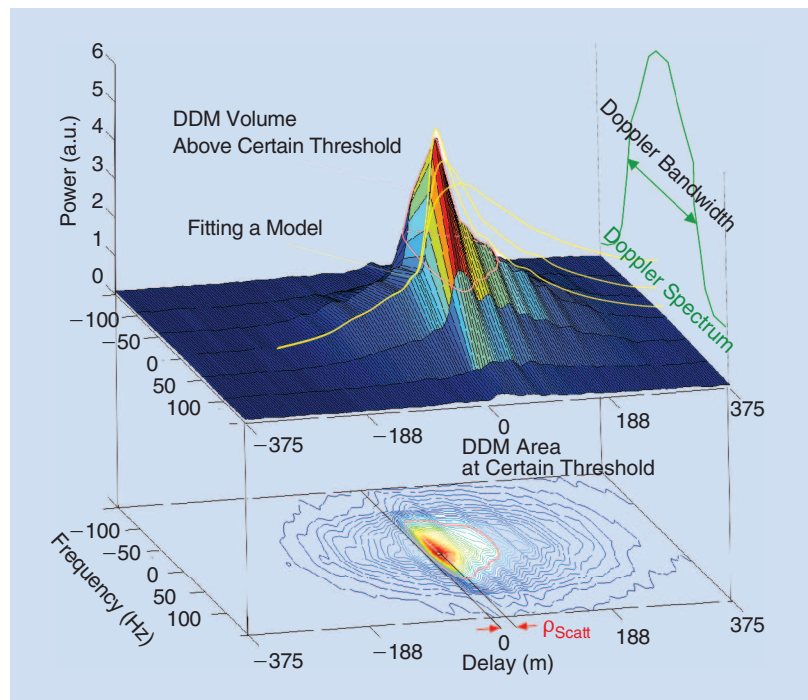 6
5
4
3
2
1
0
Power (a.u.)
DDM Volume
Above Certain Threshold
Fitting a Model
Doppler Bandwidth
Doppler Spectrum
−100
−50
0
50
100
−375
−188
0
188
375
DDM Area
at Certain Threshold
−100
−50
0
50
100
Frequency (Hz)
−375
−188
0
188
375
ρScatt
Delay (m)